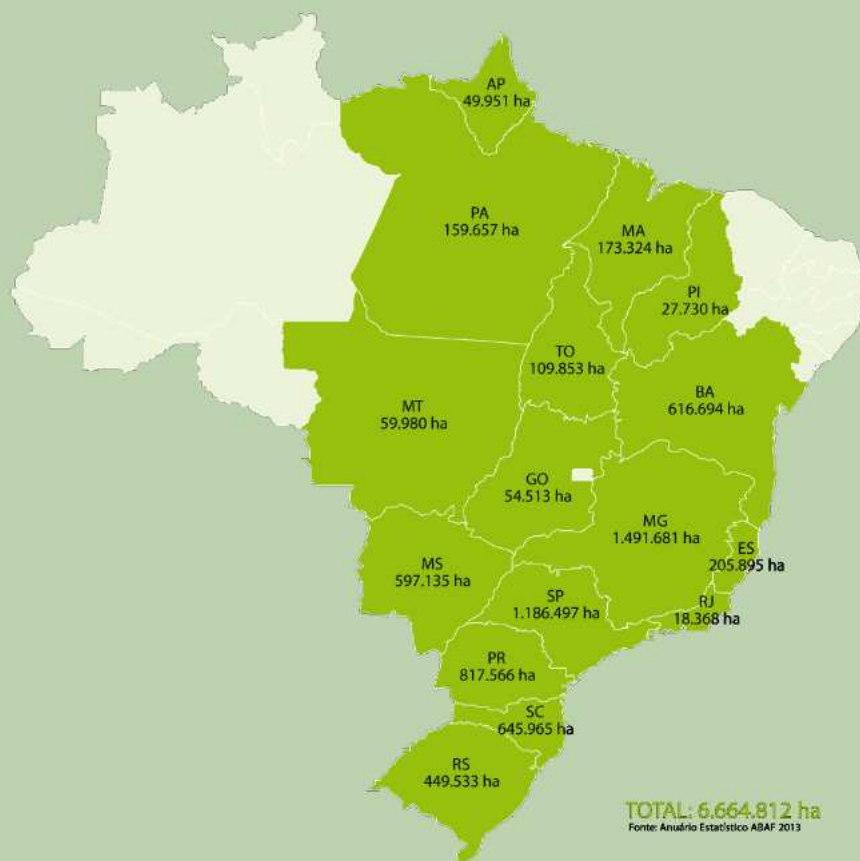 AP
49.951 ha
PA
159.657 ha
MA
173.324 ha
PI
27.730 ha
TO
109.853 ha
BA
616.694 ha
MT
59.980 ha
GO
54.513 ha
MG
1.491.681 ha
ES
205.895 ha
MS
597.135 ha
SP
1.186.497 ha
RJ
18.368 ha
PR
817.566 ha
SC
645.965 ha
RS
449.533 ha
TOTAL: 6.664.812 ha
Fonte: Anuário Estatístico ABAF 2013